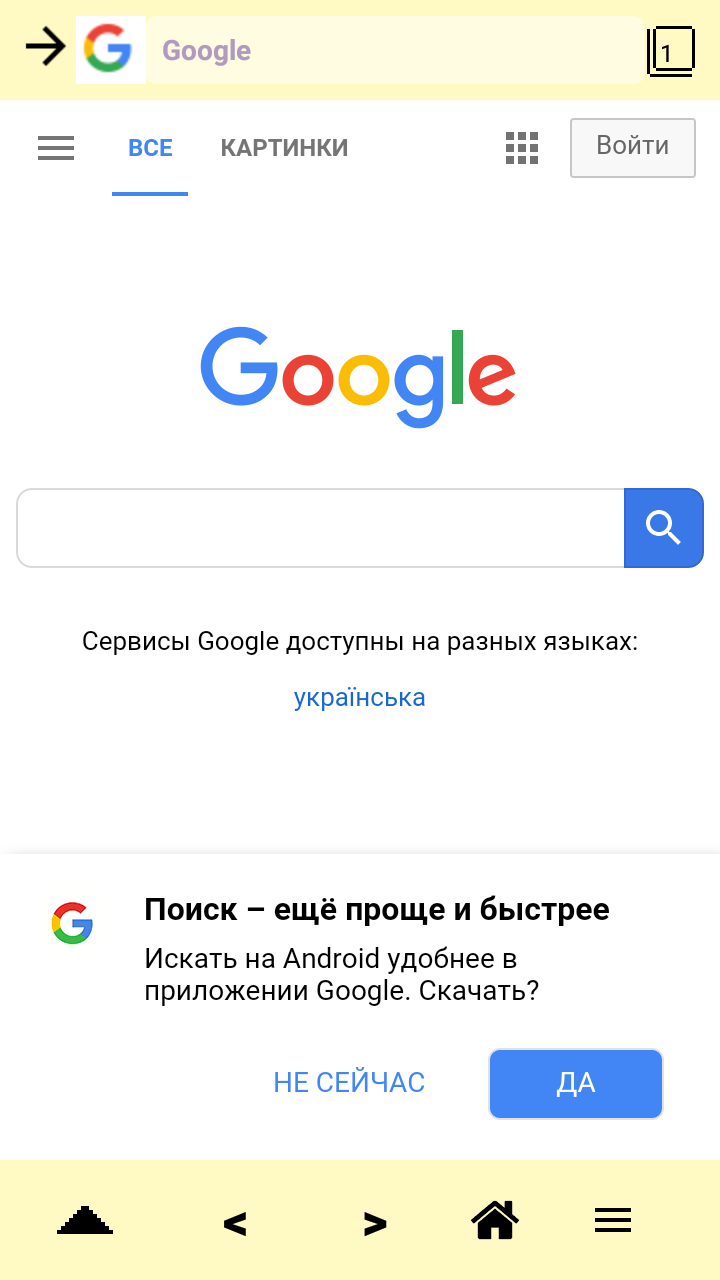 Google
1
ВСЕ
КАРТИНКИ
Войти
Google
Сервисы Google доступны на разных языках:
українська
Поиск – ещё проще и быстрее
Искать на Android удобнее в
приложении Google. Скачать?
НЕ СЕЙЧАС
ДА